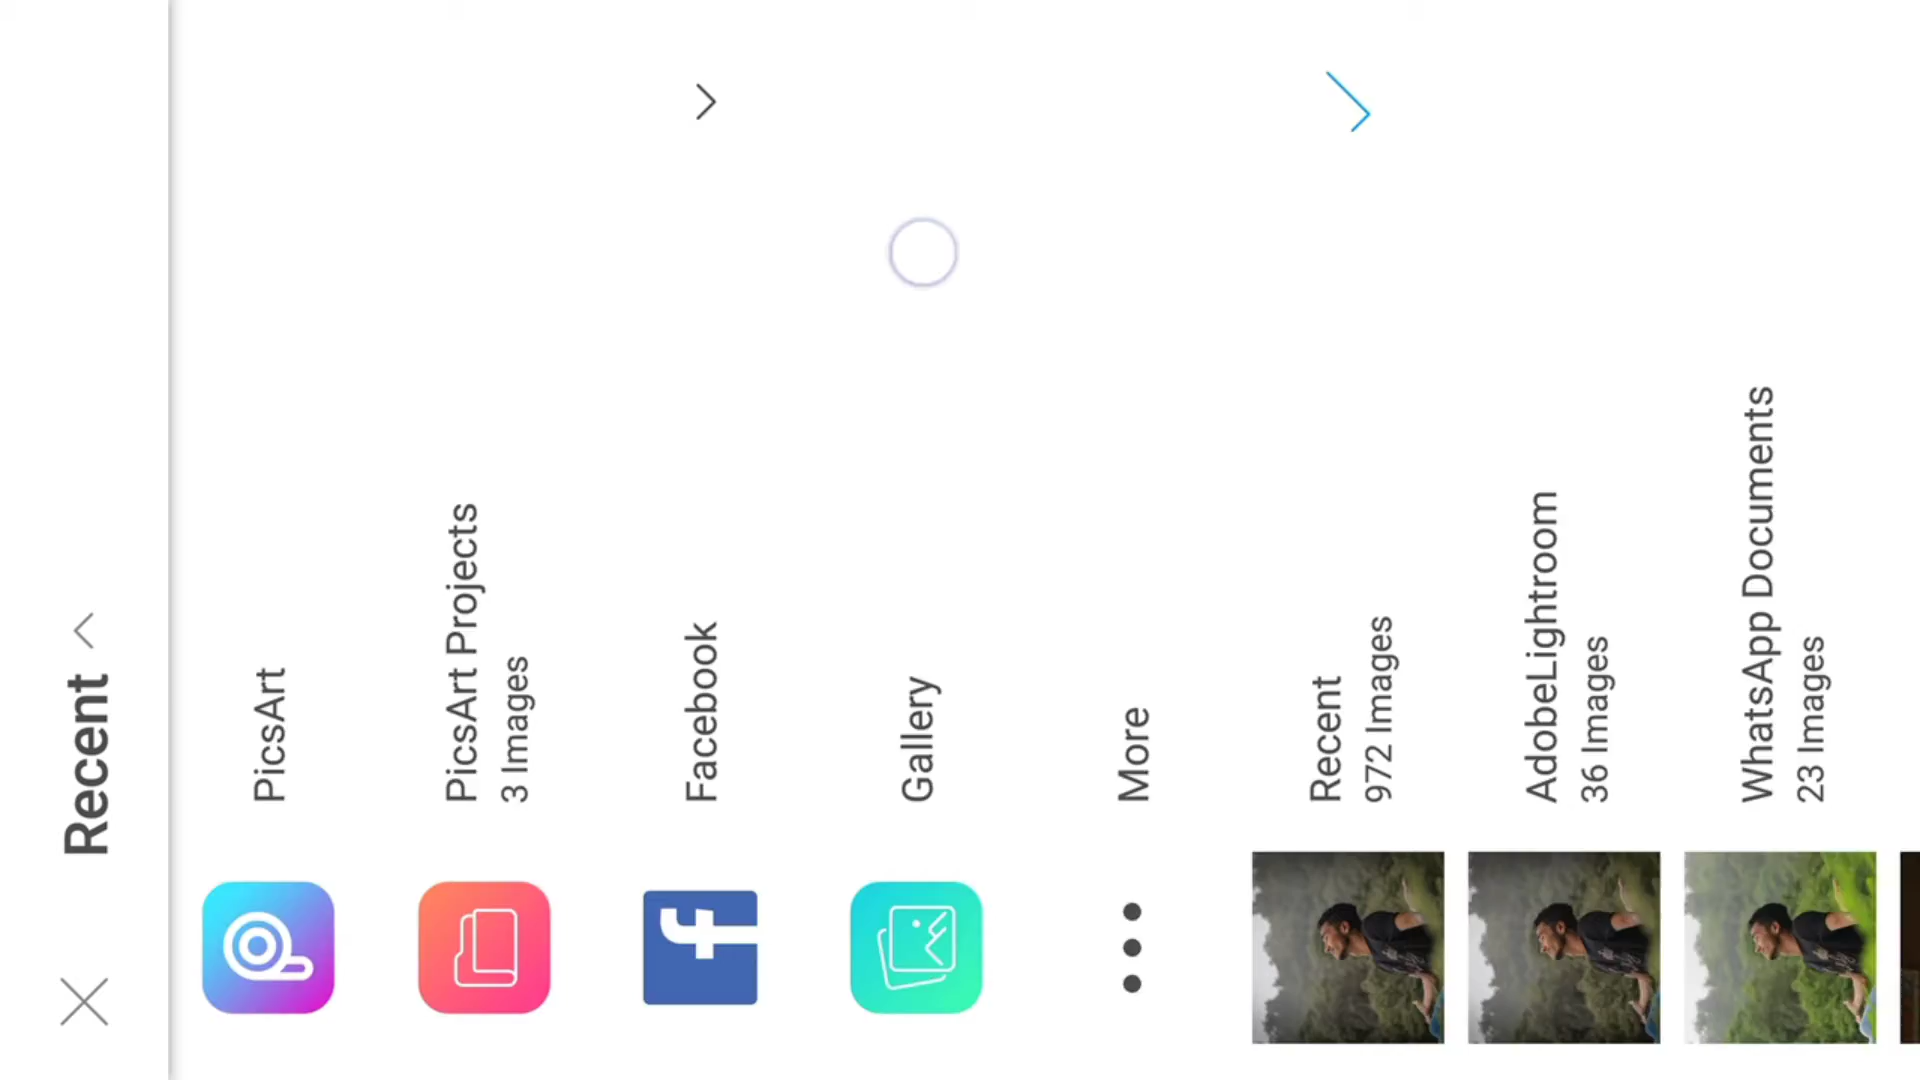 Recent
PicsArt
PicsArt Projects
3 Images
Facebook
Gallery
More
Recent
972 Images
AdobeLightroom
36 Images
WhatsApp Documents
23 Images